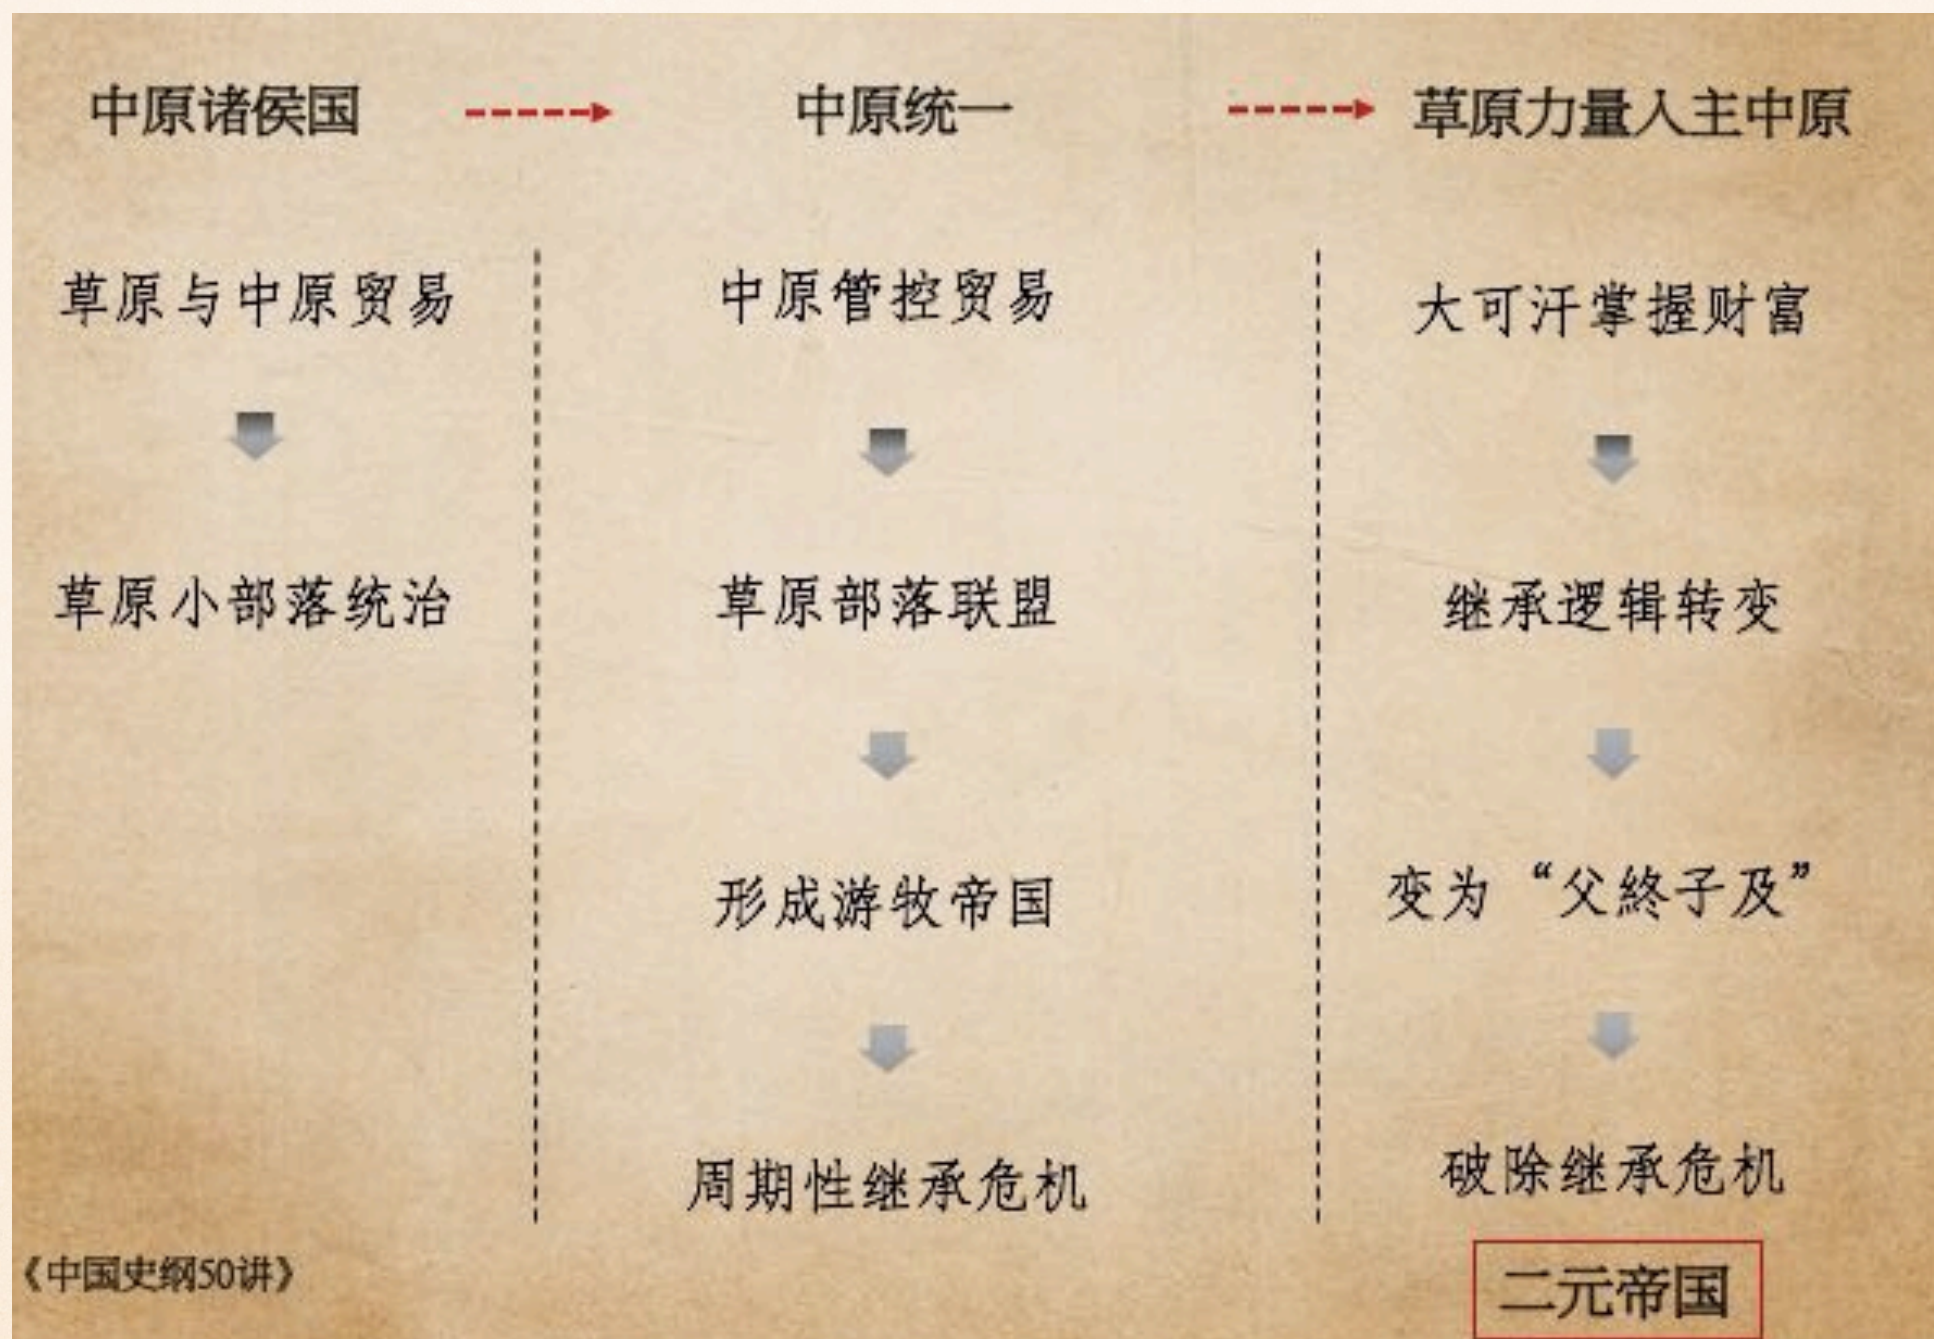 中原诸侯国
中原统一
草原力量入主中原
草原与中原贸易
草原小部落统治
中原管控贸易
草原部落联盟
形成游牧帝国
周期性继承危机
大可汗掌握财富
继承逻辑转变
变为“父終子及”
破除继承危机
二元帝国
《中国史纲50讲》